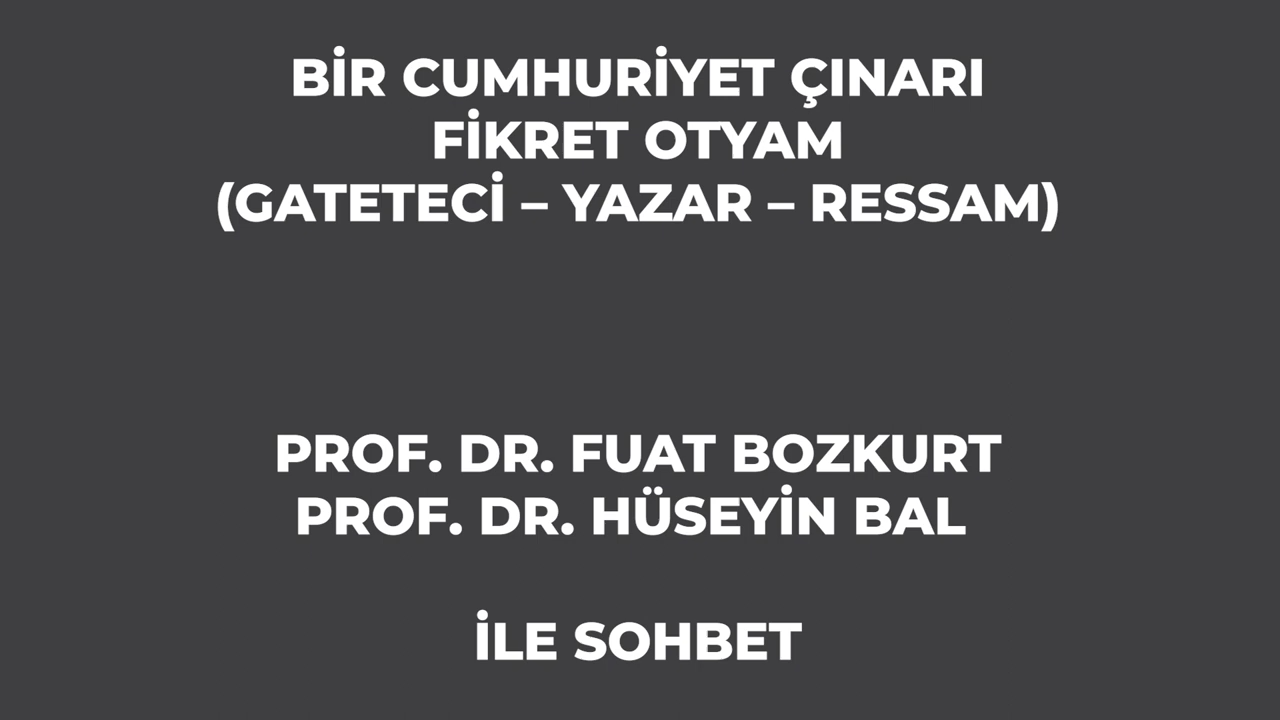 BİR CUMHURİYET ÇINARI
FİKRET OTYAM
(GATETECİ – YAZAR – RESSAM)
PROF. DR. FUAT BOZKURT
PROF. DR. HÜSEYİN BAL
İLE SOHBET